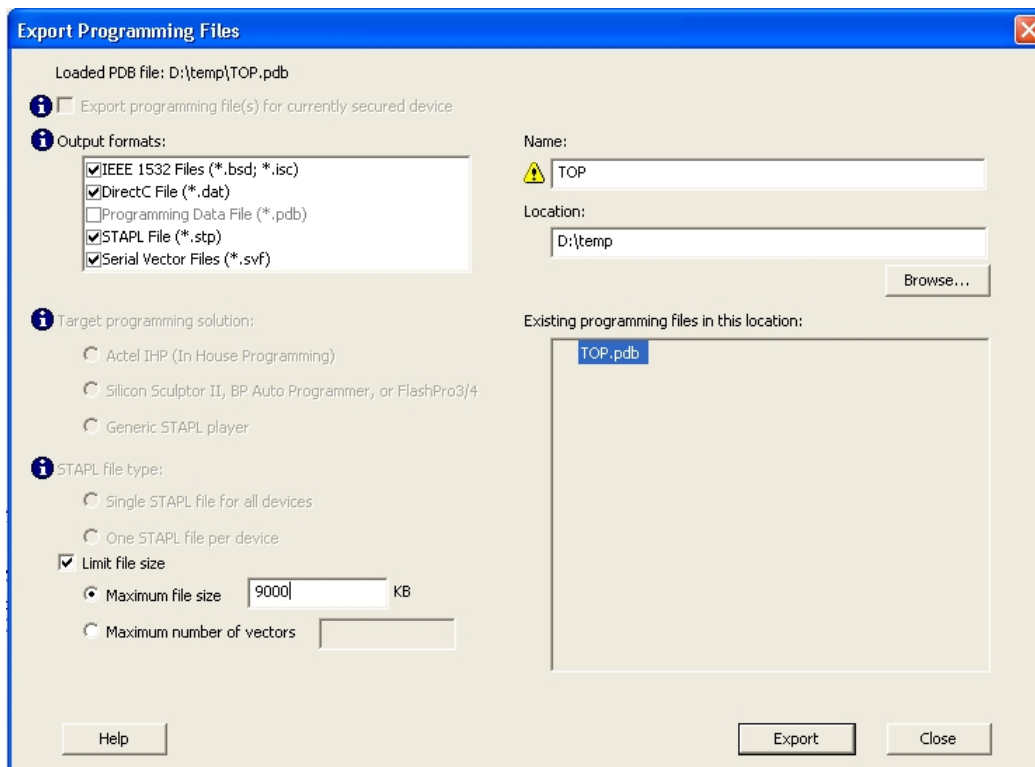 Export Programming Files
Loaded PDB file: D:\temp\TOP.pdb
Export programming file(s) for currently secured device
Output formats:
IEEE 1532 Files (*.bsd; *.isc)
DirectC File (*.dat)
Programming Data File (*.pdb)
STAPL File (*.stp)
Serial Vector Files (*.svf)
Name:
TOP
Location:
D:\temp
Browse...
Target programming solution:
Actel IHP (In House Programming)
Silicon Sculptor II, BP Auto Programmer, or FlashPro3/4
Generic STAPL player
STAPL file type:
Single STAPL file for all devices
One STAPL file per device
Limit file size
Maximum file size 9000 KB
Maximum number of vectors
Existing programming files in this location:
TOP.pdb
Help
Export
Close